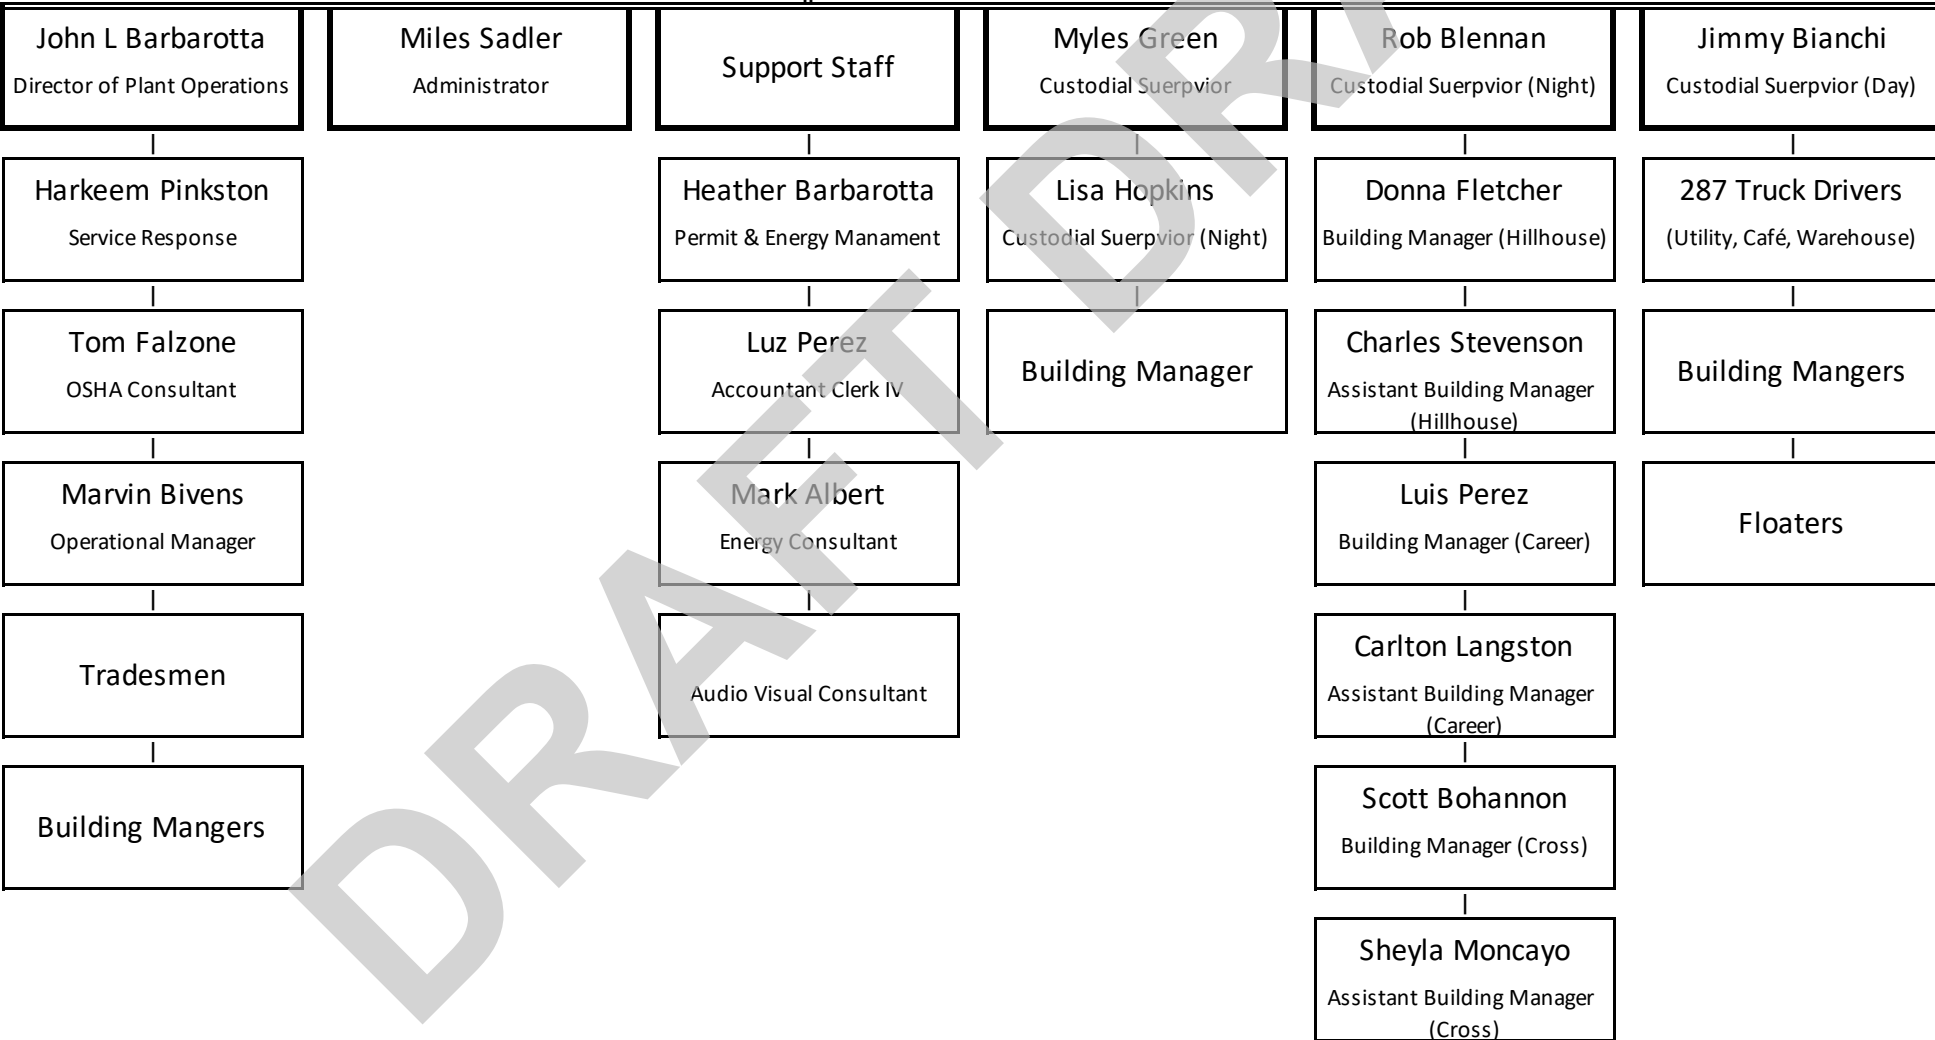 John L Barbarotta
Director of Plant Operations
Harkeem Pinkston
Service Response
Tom Falzone
OSHA Consultant
Marvin Bivens
Operational Manager
Tradesmen
Building Mangers
Miles Sadler
Administrator
Support Staff
Heather Barbarotta
Permit & Energy Manament
Luz Perez
Accountant Clerk IV
Mark Albert
Energy Consultant
Audio Visual Consultant
Myles Green
Custodial Suerpvior
Lisa Hopkins
Custodial Suerpvior (Night)
Building Manager
Rob Blennan
Custodial Suerpvior (Night)
Donna Fletcher
Building Manager (Hillhouse)
Charles Stevenson
Assistant Building Manager
(Hillhouse)
Luis Perez
Building Manager (Career)
Carlton Langston
Assistant Building Manager
(Career)
Scott Bohannon
Building Manager (Cross)
Sheyla Moncayo
Assistant Building Manager
(Cross)
Jimmy Bianchi
Custodial Suerpvior (Day)
287 Truck Drivers
(Utility, Café, Warehouse)
Building Mangers
Floaters
DRAFT DRA